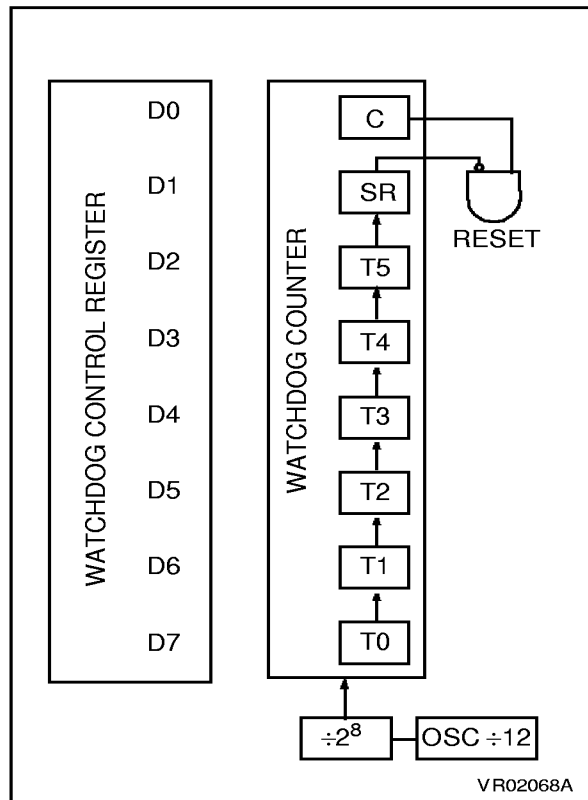 WATCHDOG CONTROL REGISTER
D0
D1
D2
D3
D4
D5
D6
D7
WATCHDOG COUNTER
C
SR
T5
T4
T3
T2
T1
T0
RESET
÷2⁸
OSC ÷12
VR02068A